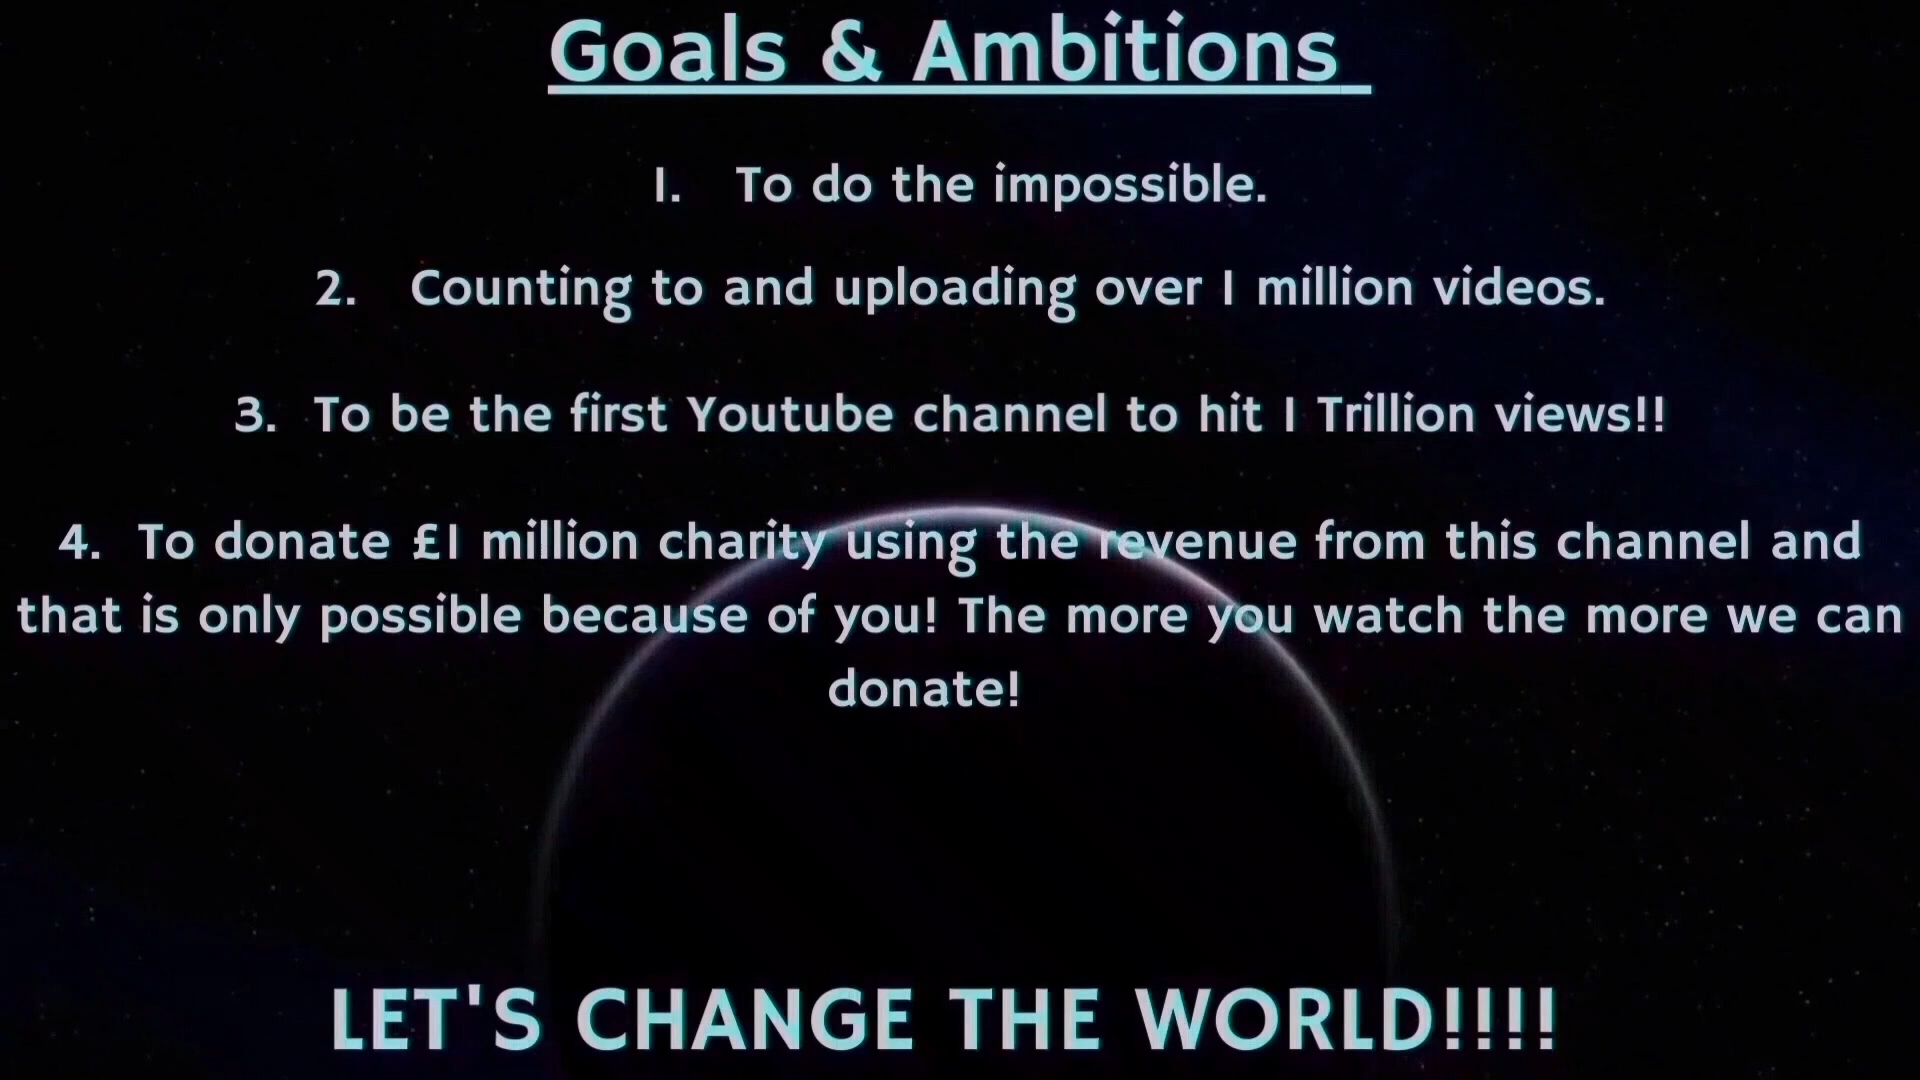 Goals & Ambitions
1. To do the impossible.
2. Counting to and uploading over 1 million videos.
3. To be the first Youtube channel to hit 1 Trillion views!!
4. To donate £1 million charity using the revenue from this channel and
that is only possible because of you! The more you watch the more we can
donate!
LET'S CHANGE THE WORLD!!!!